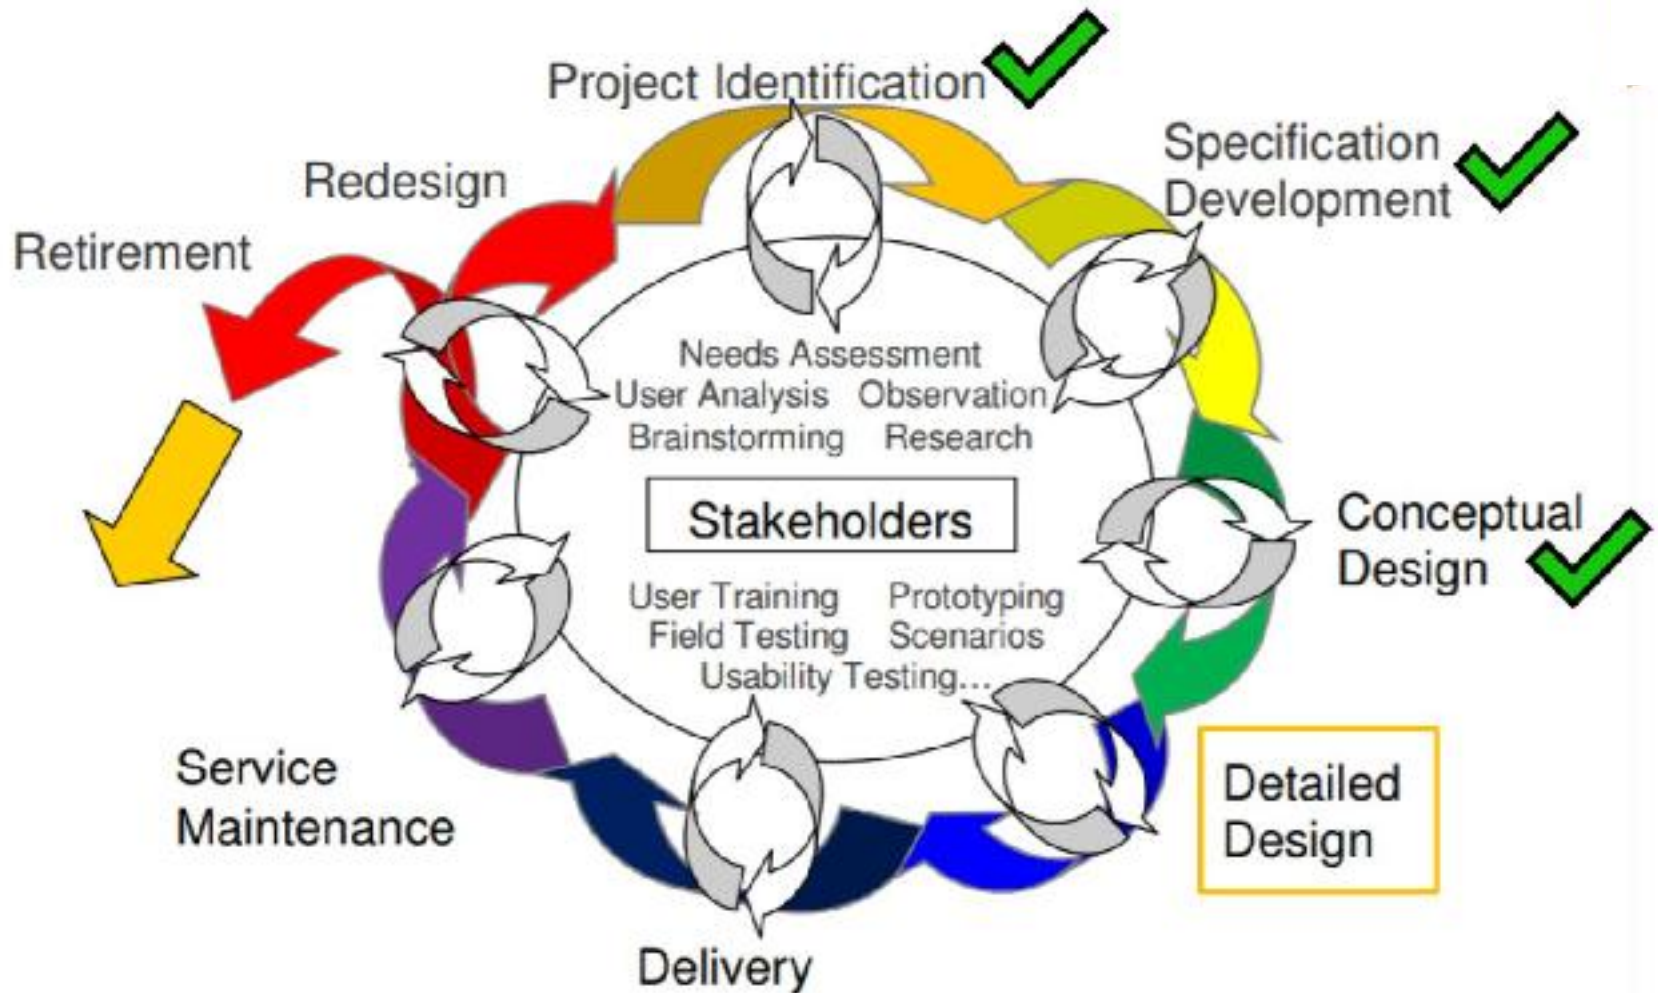 Project Identification
Specification
Development
Redesign
Retirement
Needs Assessment
User Analysis Observation
Brainstorming Research
Stakeholders
Conceptual
Design
User Training Prototyping
Field Testing Scenarios
Usability Testing...
Service
Maintenance
Detailed
Design
Delivery